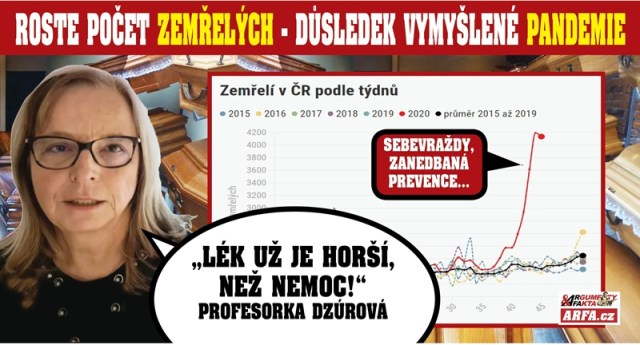 ROSTE POČET ZEMŘELÝCH - DŮSLEDEK VYMYŠLENÉ PANDEMIE
Zemřelí v ČR podle týdnů
2015 2016 2017 2018 2019 2020 průměr 2015 až 2019
4200
4000
3800
3600
3400
3200
SEBEVRAŽDY,
ZANEDBANÁ
PREVENCE...
„LÉK UŽ JE HORŠÍ,
NEŽ NEMOC!“
PROFESORKA DZÚROVÁ
30
35
40
45
ARGUMENTY
& FAKTA
ARFA.cz